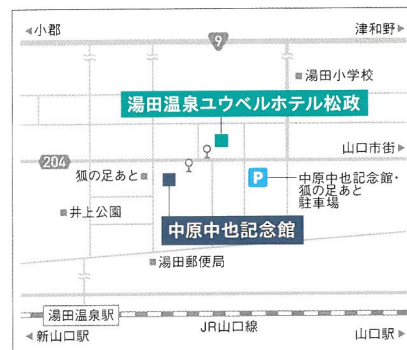 ◀小郡
津和野▶
9
湯田小学校
湯田温泉ユウベルホテル松政
204
山口市街▶
狐の足あと
P
中原中也記念館・
狐の足あと
駐車場
井上公園
中原中也記念館
湯田郵便局
湯田温泉駅
◀新山口駅
JR山口線
山口駅▶